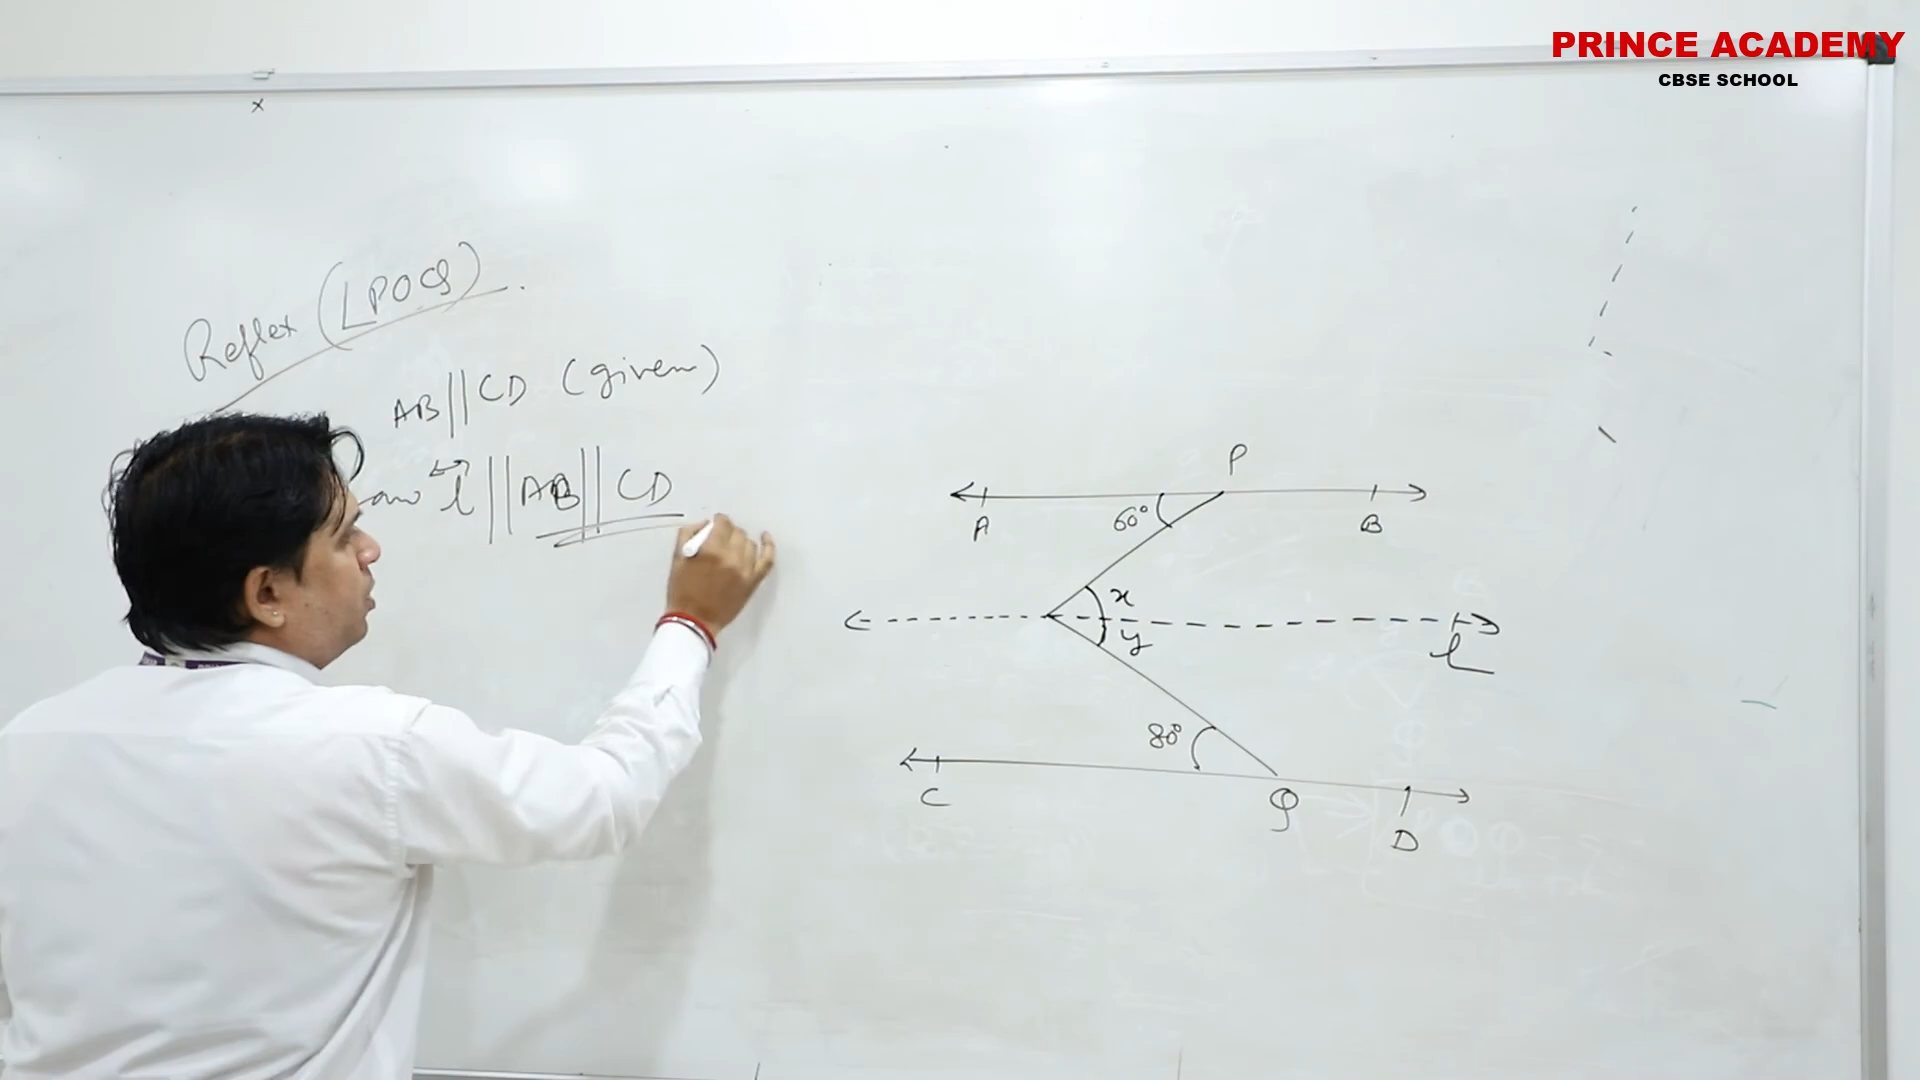 PRINCE ACADEMY
CBSE SCHOOL
x
Reflex (∠POQ).
AB || CD (given)
l || AB || CD
P
A
60°
B
x
y
l
80°
C
Q
D